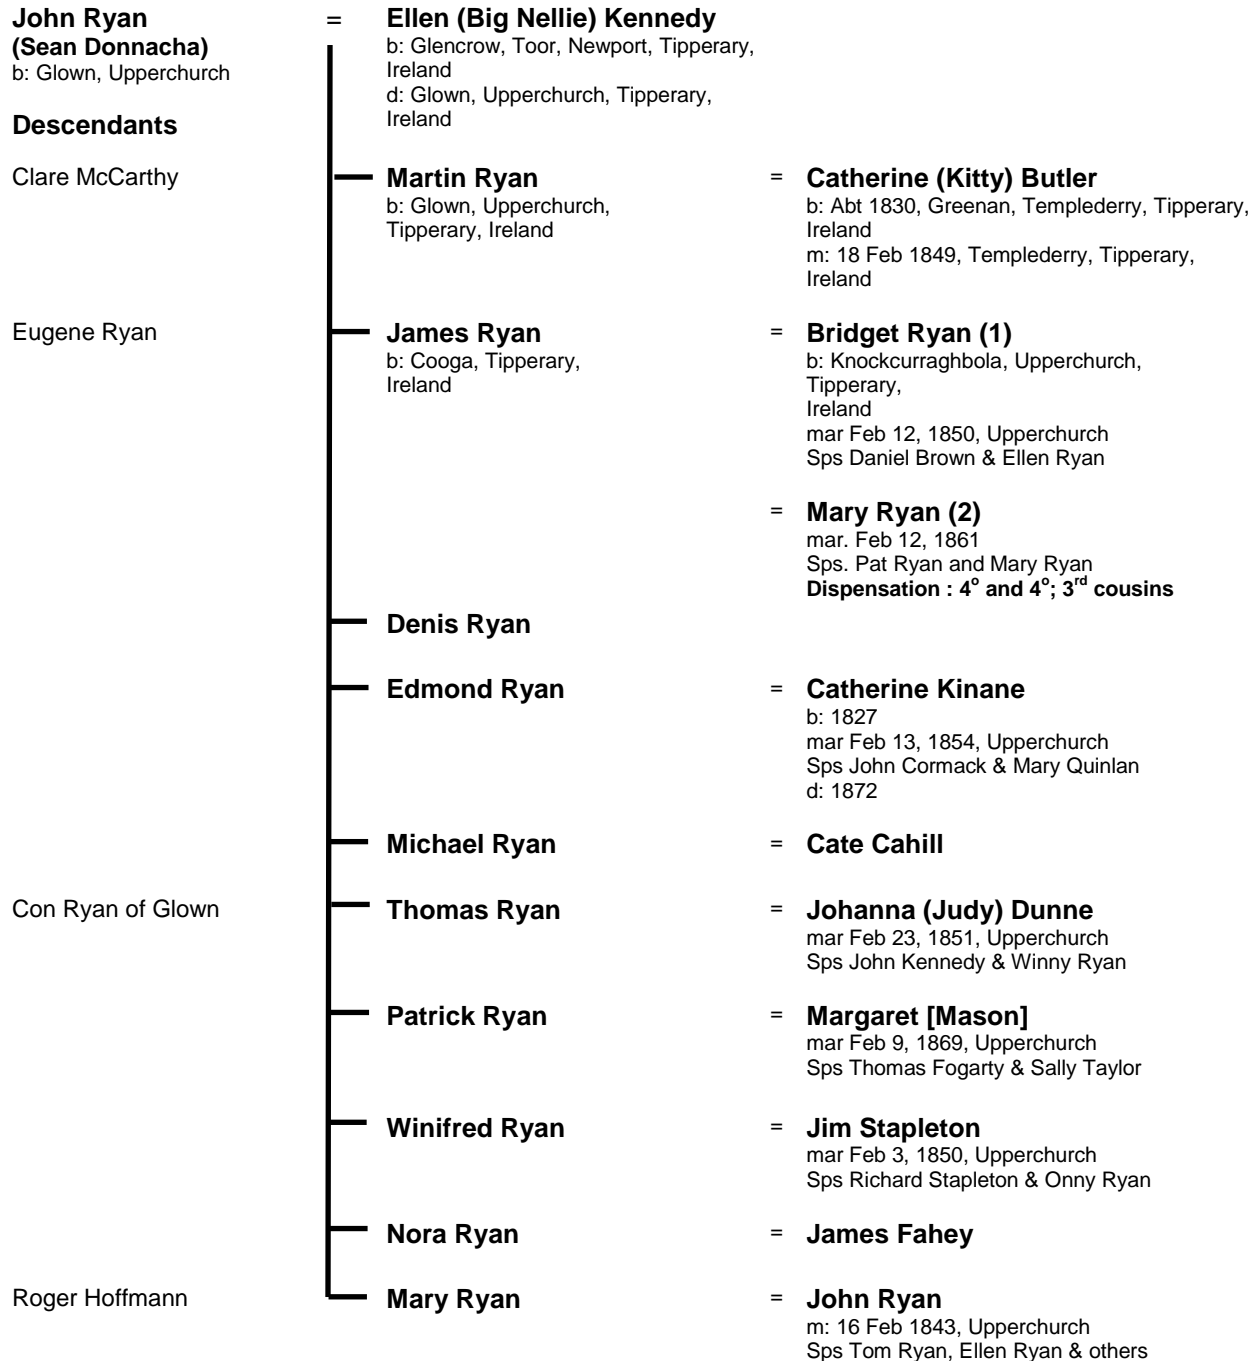 John Ryan = Ellen (Big Nellie) Kennedy
(Sean Donnacha)
b: Glown, Upperchurch
b: Glencrow, Toor, Newport, Tipperary,
Ireland
d: Glown, Upperchurch, Tipperary,
Ireland
Descendants
Clare McCarthy
Martin Ryan
b: Glown, Upperchurch,
Tipperary, Ireland
= Catherine (Kitty) Butler
b: Abt 1830, Greenan, Templederry, Tipperary,
Ireland
m: 18 Feb 1849, Templederry, Tipperary,
Ireland
Eugene Ryan
James Ryan
b: Cooga, Tipperary,
Ireland
= Bridget Ryan (1)
b: Knockcurraghbola, Upperchurch,
Tipperary,
Ireland
mar Feb 12, 1850, Upperchurch
Sps Daniel Brown & Ellen Ryan
= Mary Ryan (2)
mar. Feb 12, 1861
Sps. Pat Ryan and Mary Ryan
Dispensation : 4º and 4º; 3rd cousins
Denis Ryan
Edmond Ryan
= Catherine Kinane
b: 1827
mar Feb 13, 1854, Upperchurch
Sps John Cormack & Mary Quinlan
d: 1872
Michael Ryan
= Cate Cahill
Con Ryan of Glown
Thomas Ryan
= Johanna (Judy) Dunne
mar Feb 23, 1851, Upperchurch
Sps John Kennedy & Winny Ryan
Patrick Ryan
= Margaret [Mason]
mar Feb 9, 1869, Upperchurch
Sps Thomas Fogarty & Sally Taylor
Winifred Ryan
= Jim Stapleton
mar Feb 3, 1850, Upperchurch
Sps Richard Stapleton & Onny Ryan
Nora Ryan
= James Fahey
Roger Hoffmann
Mary Ryan
= John Ryan
m: 16 Feb 1843, Upperchurch
Sps Tom Ryan, Ellen Ryan & others